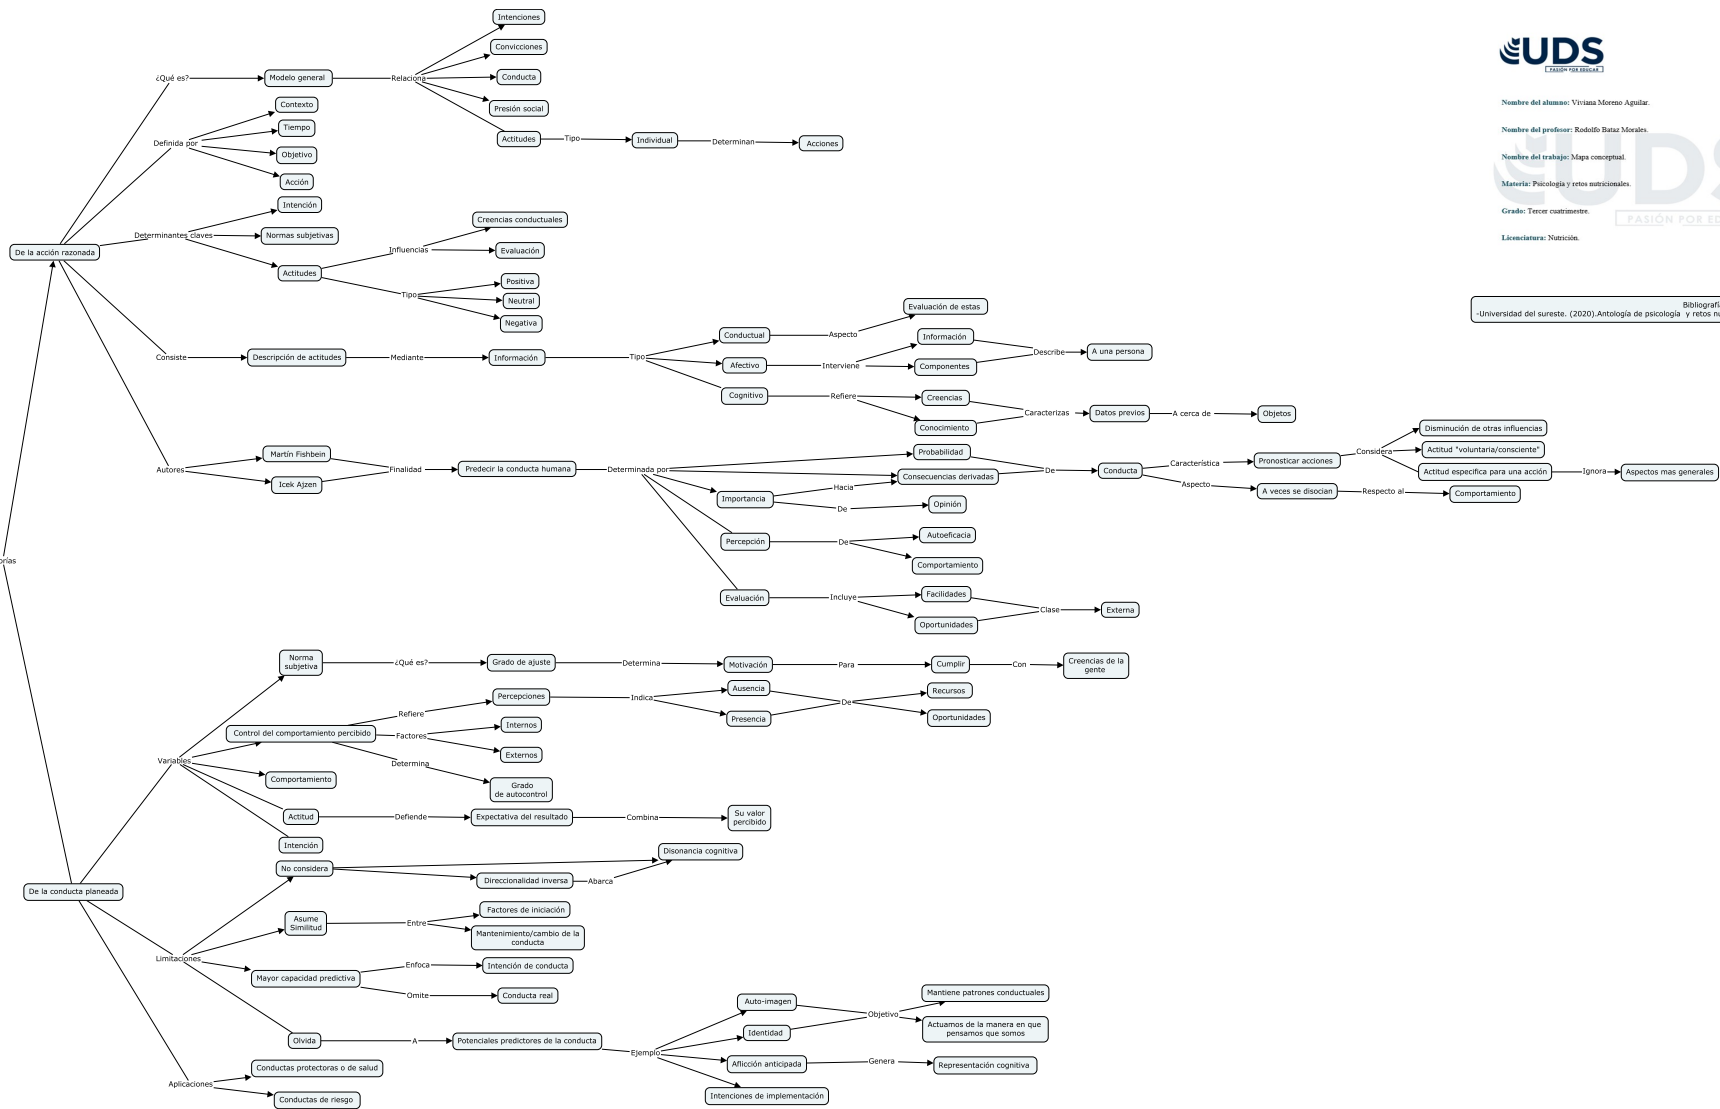 UDS
PASIÓN POR EDUCAR
Nombre del alumno: Viviana Moreno Aguilar.
Nombre del profesor: Rodolfo Bataz Morales.
Nombre del trabajo: Mapa conceptual.
Materia: Psicología y retos nutricionales.
Grado: Tercer cuatrimestre.
Licenciatura: Nutrición.
UDS
PASIÓN POR ED
Bibliografía
-Universidad del sureste. (2020).Antología de psicología y retos nu
orías
De la acción razonada
¿Qué es?
Modelo general
Relaciona
Intenciones
Convicciones
Conducta
Presión social
Actitudes
Tipo
Individual
Determinan
Acciones
Definida por
Contexto
Tiempo
Objetivo
Acción
Determinantes claves
Intención
Normas subjetivas
Actitudes
Influencias
Creencias conductuales
Evaluación
Tipo
Positiva
Neutral
Negativa
Consiste
Descripción de actitudes
Mediante
Información
Tipo
Conductual
Aspecto
Evaluación de estas
Afectivo
Interviene
Información
Componentes
Describe
A una persona
Cognitivo
Refiere
Creencias
Conocimiento
Caracterizas
Datos previos
A cerca de
Objetos
Autores
Martín Fishbein
Icek Ajzen
Finalidad
Predecir la conducta humana
Determinada por
Probabilidad
Consecuencias derivadas
De
Conducta
Característica
Pronosticar acciones
Considera
Disminución de otras influencias
Actitud "voluntaria/consciente"
Actitud especifica para una acción
Ignora
Aspectos mas generales
Aspecto
A veces se disocian
Respecto al
Comportamiento
Importancia
Hacia
De
Opinión
Percepción
De
Autoeficacia
Comportamiento
Evaluación
Incluye
Facilidades
Oportunidades
Clase
Externa
De la conducta planeada
Variables
Norma
subjetiva
¿Qué es?
Grado de ajuste
Determina
Motivación
Para
Cumplir
Con
Creencias de la
gente
Control del comportamiento percibido
Refiere
Percepciones
Indica
Ausencia
Presencia
De
Recursos
Oportunidades
Factores
Internos
Externos
Determina
Grado
de autocontrol
Comportamiento
Actitud
Defiende
Expectativa del resultado
Combina
Su valor
percibido
Intención
Limitaciones
No considera
Disonancia cognitiva
Direccionalidad inversa
Abarca
Asume
Similitud
Entre
Factores de iniciación
Mantenimiento/cambio de la
conducta
Mayor capacidad predictiva
Enfoca
Intención de conducta
Omite
Conducta real
Olvida
A
Potenciales predictores de la conducta
Ejemplo
Auto-imagen
Identidad
Objetivo
Mantiene patrones conductuales
Actuamos de la manera en que
pensamos que somos
Aflicción anticipada
Genera
Representación cognitiva
Intenciones de implementación
Aplicaciones
Conductas protectoras o de salud
Conductas de riesgo